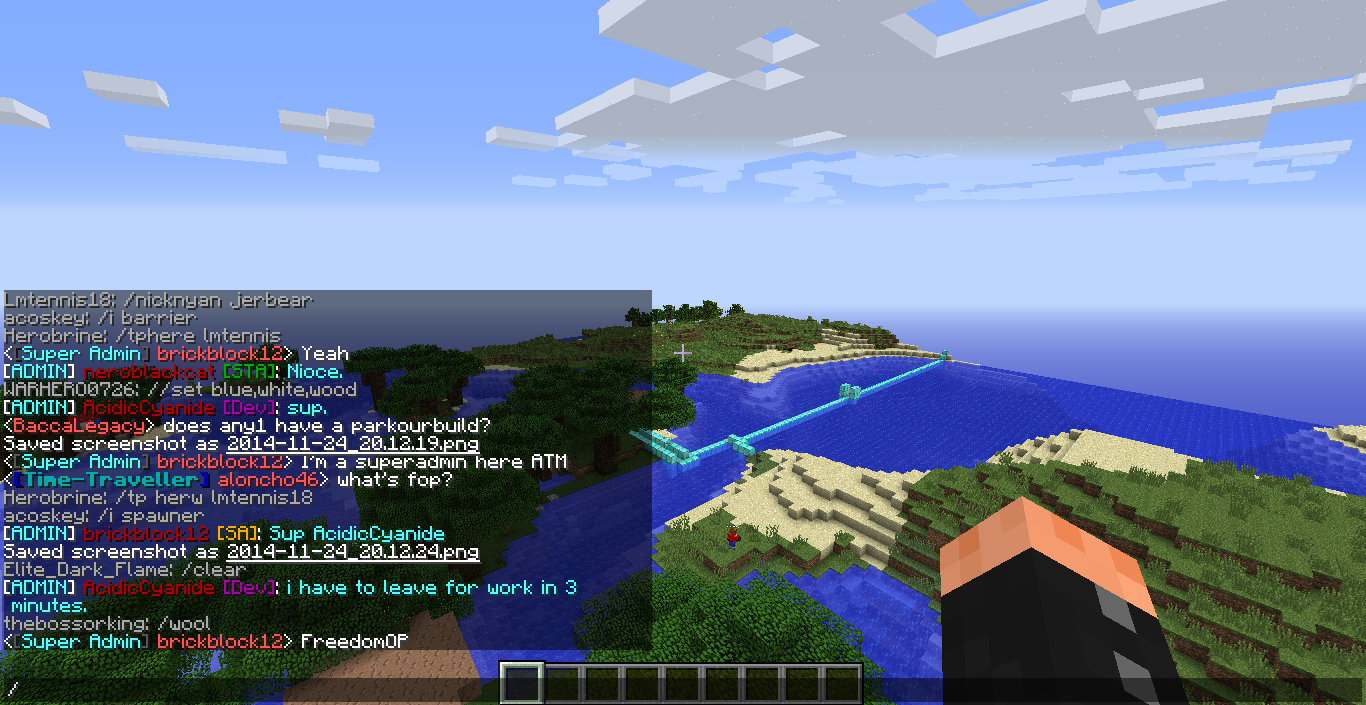 Lmtennis18: /nicknyan jerbear
acoskey: /i barrier
Herobrine: /tphere lmtennis
<[Super Admin] brickblock12> Yeah
[ADMIN] neroblackcat [STA]: Nioce.
WARHERO0726: //set blue,white,wood
[ADMIN] AcidicCyanide [Dev]: sup.
<BaccaLegacy> does any1 have a parkourbuild?
Saved screenshot as 2014-11-24_20.12.19.png
<[Super Admin] brickblock12> I'm a superadmin here ATM
<[Time-Traveller] aloncho46> what's fop?
Herobrine: /tp herw lmtennis18
acoskey: /i spawner
[ADMIN] brickblock12 [SA]: Sup AcidicCyanide
Saved screenshot as 2014-11-24_20.12.24.png
Elite_Dark_Flame: /clear
[ADMIN] AcidicCyanide [Dev]: i have to leave for work in 3
minutes.
thebossorking: /wool
<[Super Admin] brickblock12> FreedomOP
/